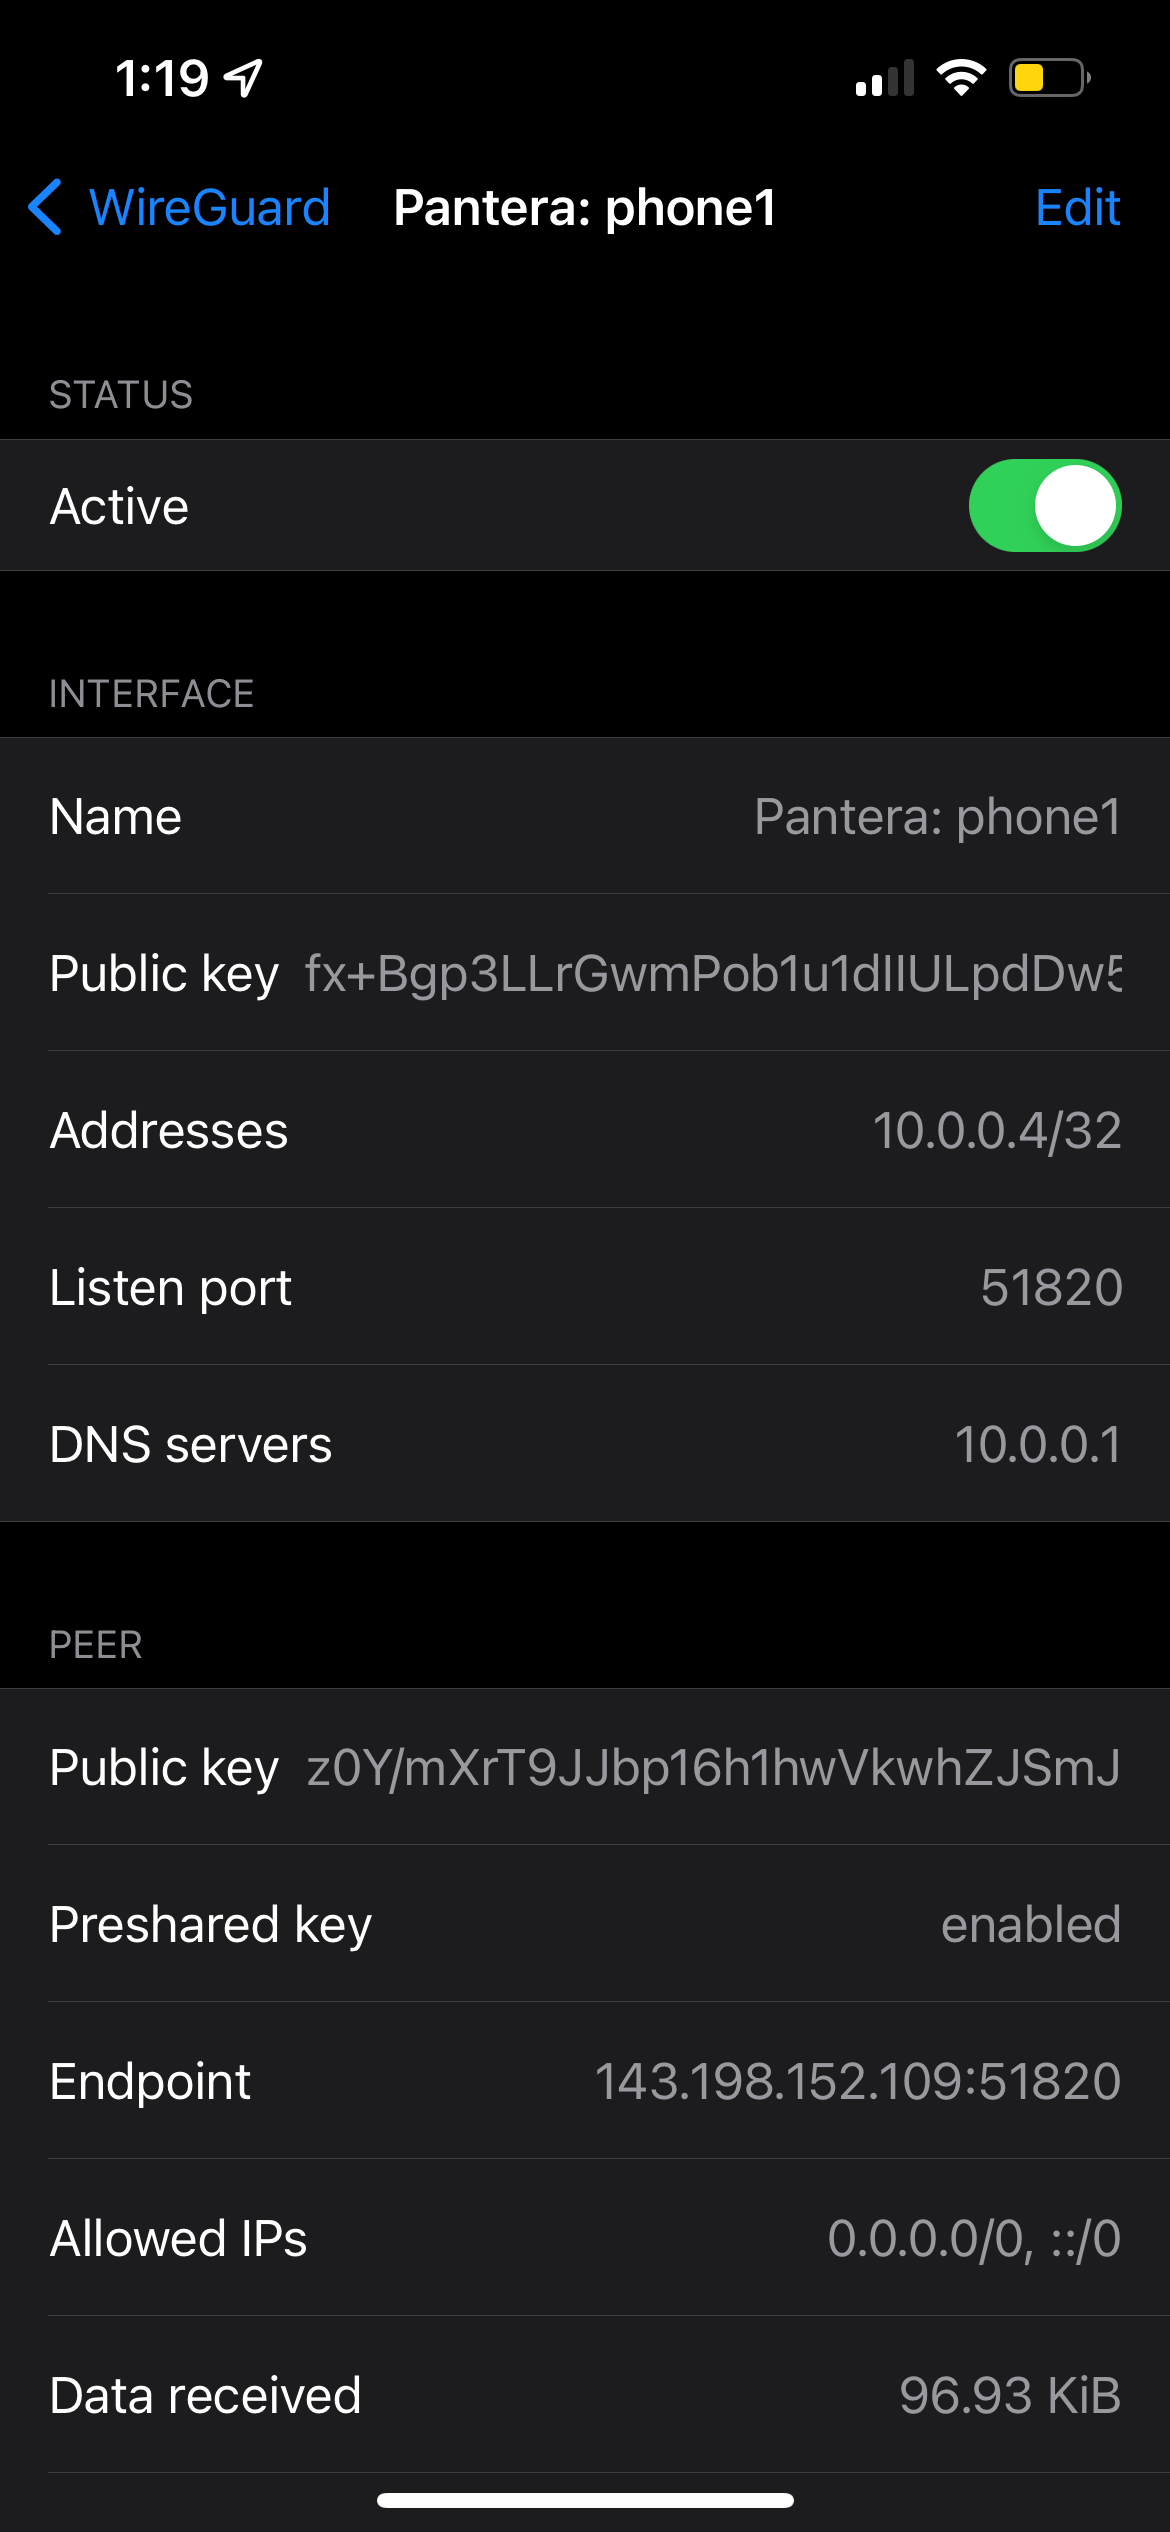 1:19
WireGuard Pantera: phone1 Edit
STATUS
Active
INTERFACE
Name Pantera: phone1
Public key fx+Bgp3LLrGwmPob1u1dIIULpdDw5
Addresses 10.0.0.4/32
Listen port 51820
DNS servers 10.0.0.1
PEER
Public key z0Y/mXrT9JJbp16h1hwVkwhZJSmJ
Preshared key enabled
Endpoint 143.198.152.109:51820
Allowed IPs 0.0.0.0/0, ::/0
Data received 96.93 KiB